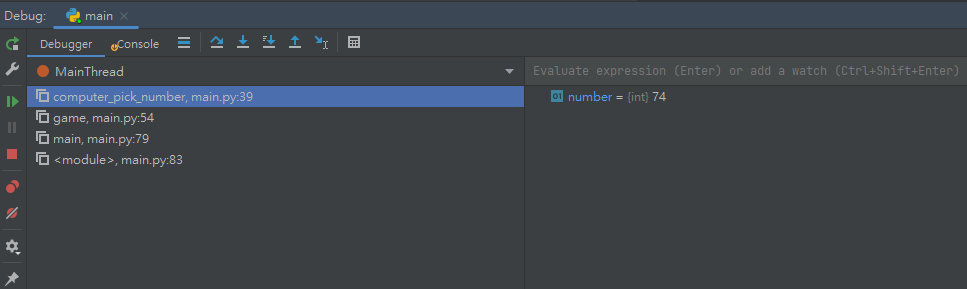 Debug: main
Debugger Console
MainThread
Evaluate expression (Enter) or add a watch (Ctrl+Shift+Enter)
computer_pick_number, main.py:39
number = {int} 74
game, main.py:54
main, main.py:79
<module>, main.py:83